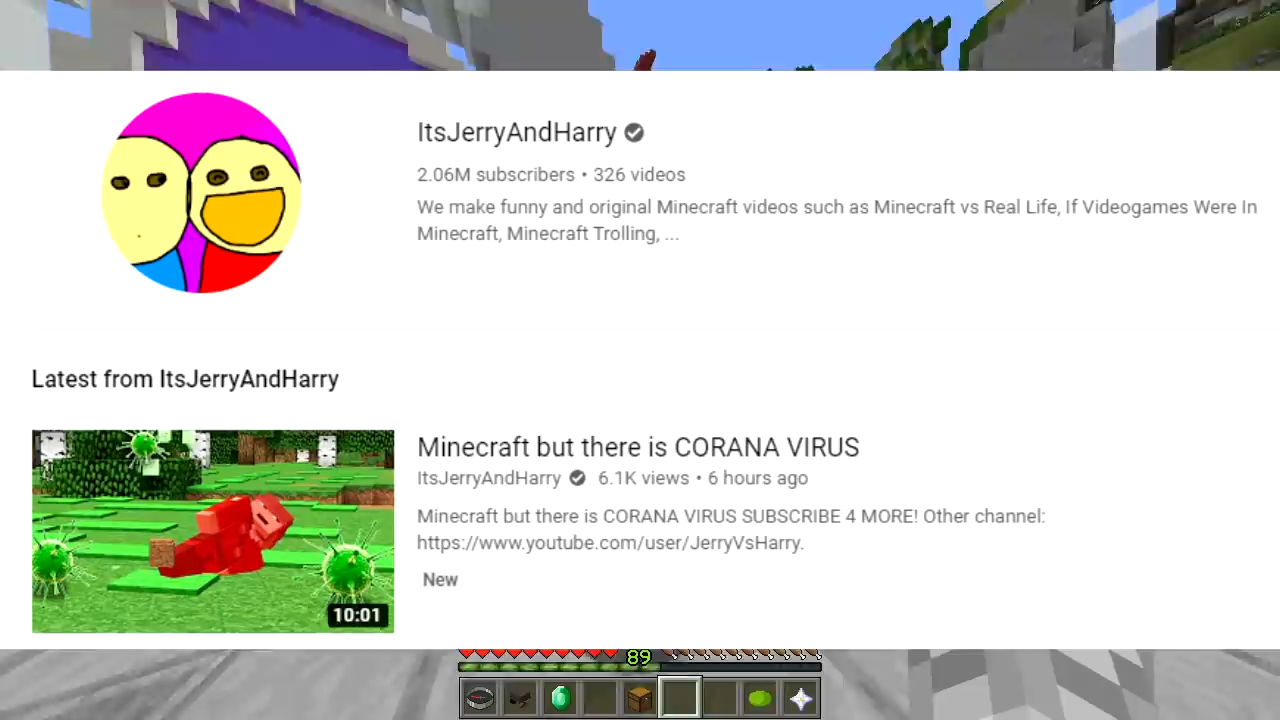 ItsJerryAndHarry
2.06M subscribers • 326 videos
We make funny and original Minecraft videos such as Minecraft vs Real Life, If Videogames Were In
Minecraft, Minecraft Trolling, ...
Latest from ItsJerryAndHarry
Minecraft but there is CORANA VIRUS
ItsJerryAndHarry 6.1K views • 6 hours ago
Minecraft but there is CORANA VIRUS SUBSCRIBE 4 MORE! Other channel:
https://www.youtube.com/user/JerryVsHarry.
New
10:01
89